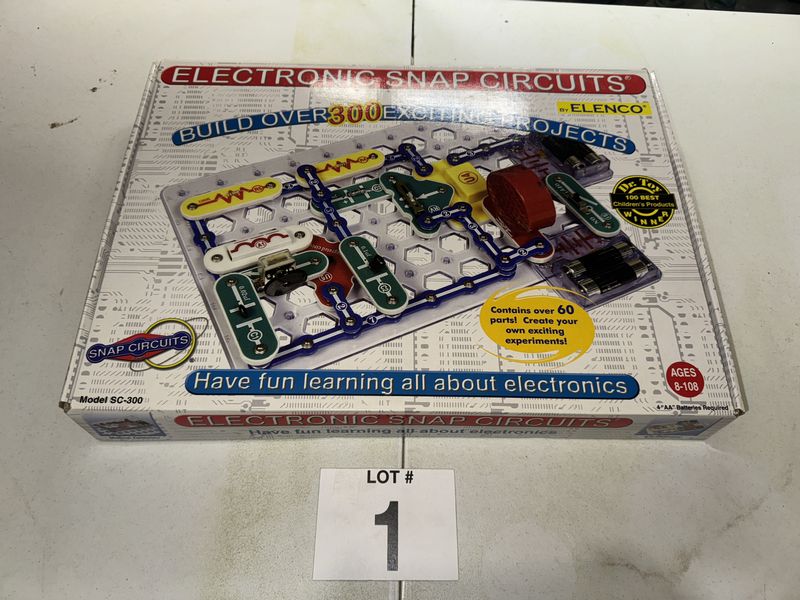 ELECTRONIC SNAP CIRCUITS®
BY ELENCO®
BUILD OVER 300 EXCITING PROJECTS
Dr. Toy
100 BEST
Children's Products
WINNER
Contains over 60
parts! Create your
own exciting
experiments!
SNAP CIRCUITS
Have fun learning all about electronics
AGES
8-108
Model SC-300
4 "AA" Batteries Required
ELECTRONIC SNAP CIRCUITS
Have fun learning all about electronics
LOT #
1